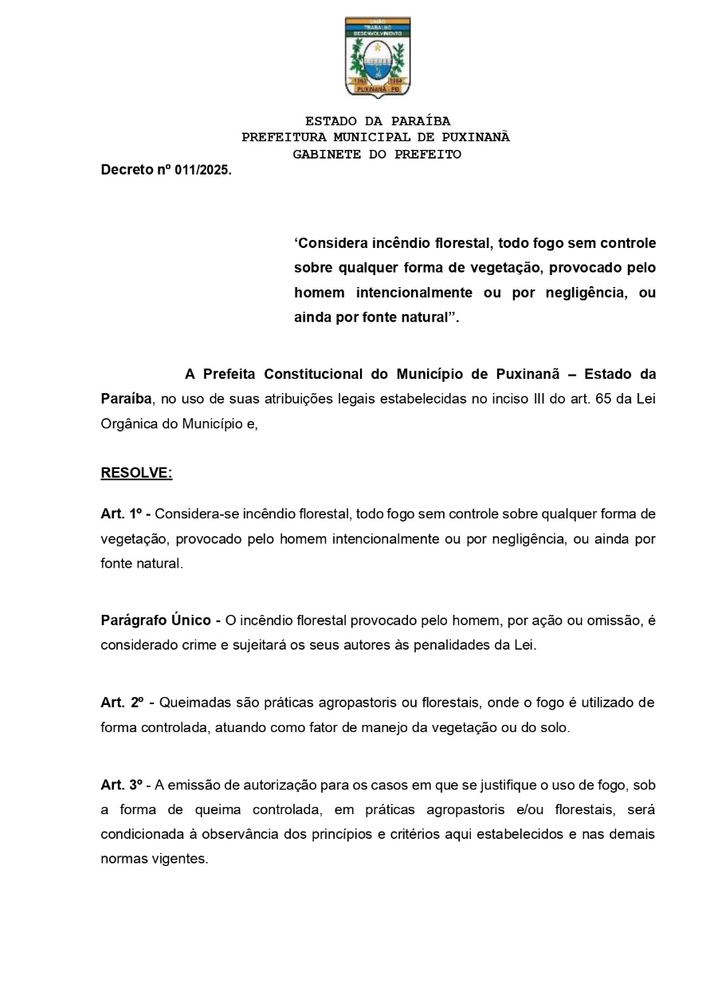 UNIÃO
TRABALHO
DESENVOLVIMENTO
PUXINANÃ - PB
ESTADO DA PARAÍBA
PREFEITURA MUNICIPAL DE PUXINANÃ
GABINETE DO PREFEITO
Decreto nº 011/2025.
‘Considera incêndio florestal, todo fogo sem controle
sobre qualquer forma de vegetação, provocado pelo
homem intencionalmente ou por negligência, ou
ainda por fonte natural”.
A Prefeita Constitucional do Município de Puxinanã – Estado da
Paraíba, no uso de suas atribuições legais estabelecidas no inciso III do art. 65 da Lei
Orgânica do Município e,
RESOLVE:
Art. 1º - Considera-se incêndio florestal, todo fogo sem controle sobre qualquer forma de
vegetação, provocado pelo homem intencionalmente ou por negligência, ou ainda por
fonte natural.
Parágrafo Único - O incêndio florestal provocado pelo homem, por ação ou omissão, é
considerado crime e sujeitará os seus autores às penalidades da Lei.
Art. 2º - Queimadas são práticas agropastoris ou florestais, onde o fogo é utilizado de
forma controlada, atuando como fator de manejo da vegetação ou do solo.
Art. 3º - A emissão de autorização para os casos em que se justifique o uso de fogo, sob
a forma de queima controlada, em práticas agropastoris e/ou florestais, será
condicionada à observância dos princípios e critérios aqui estabelecidos e nas demais
normas vigentes.